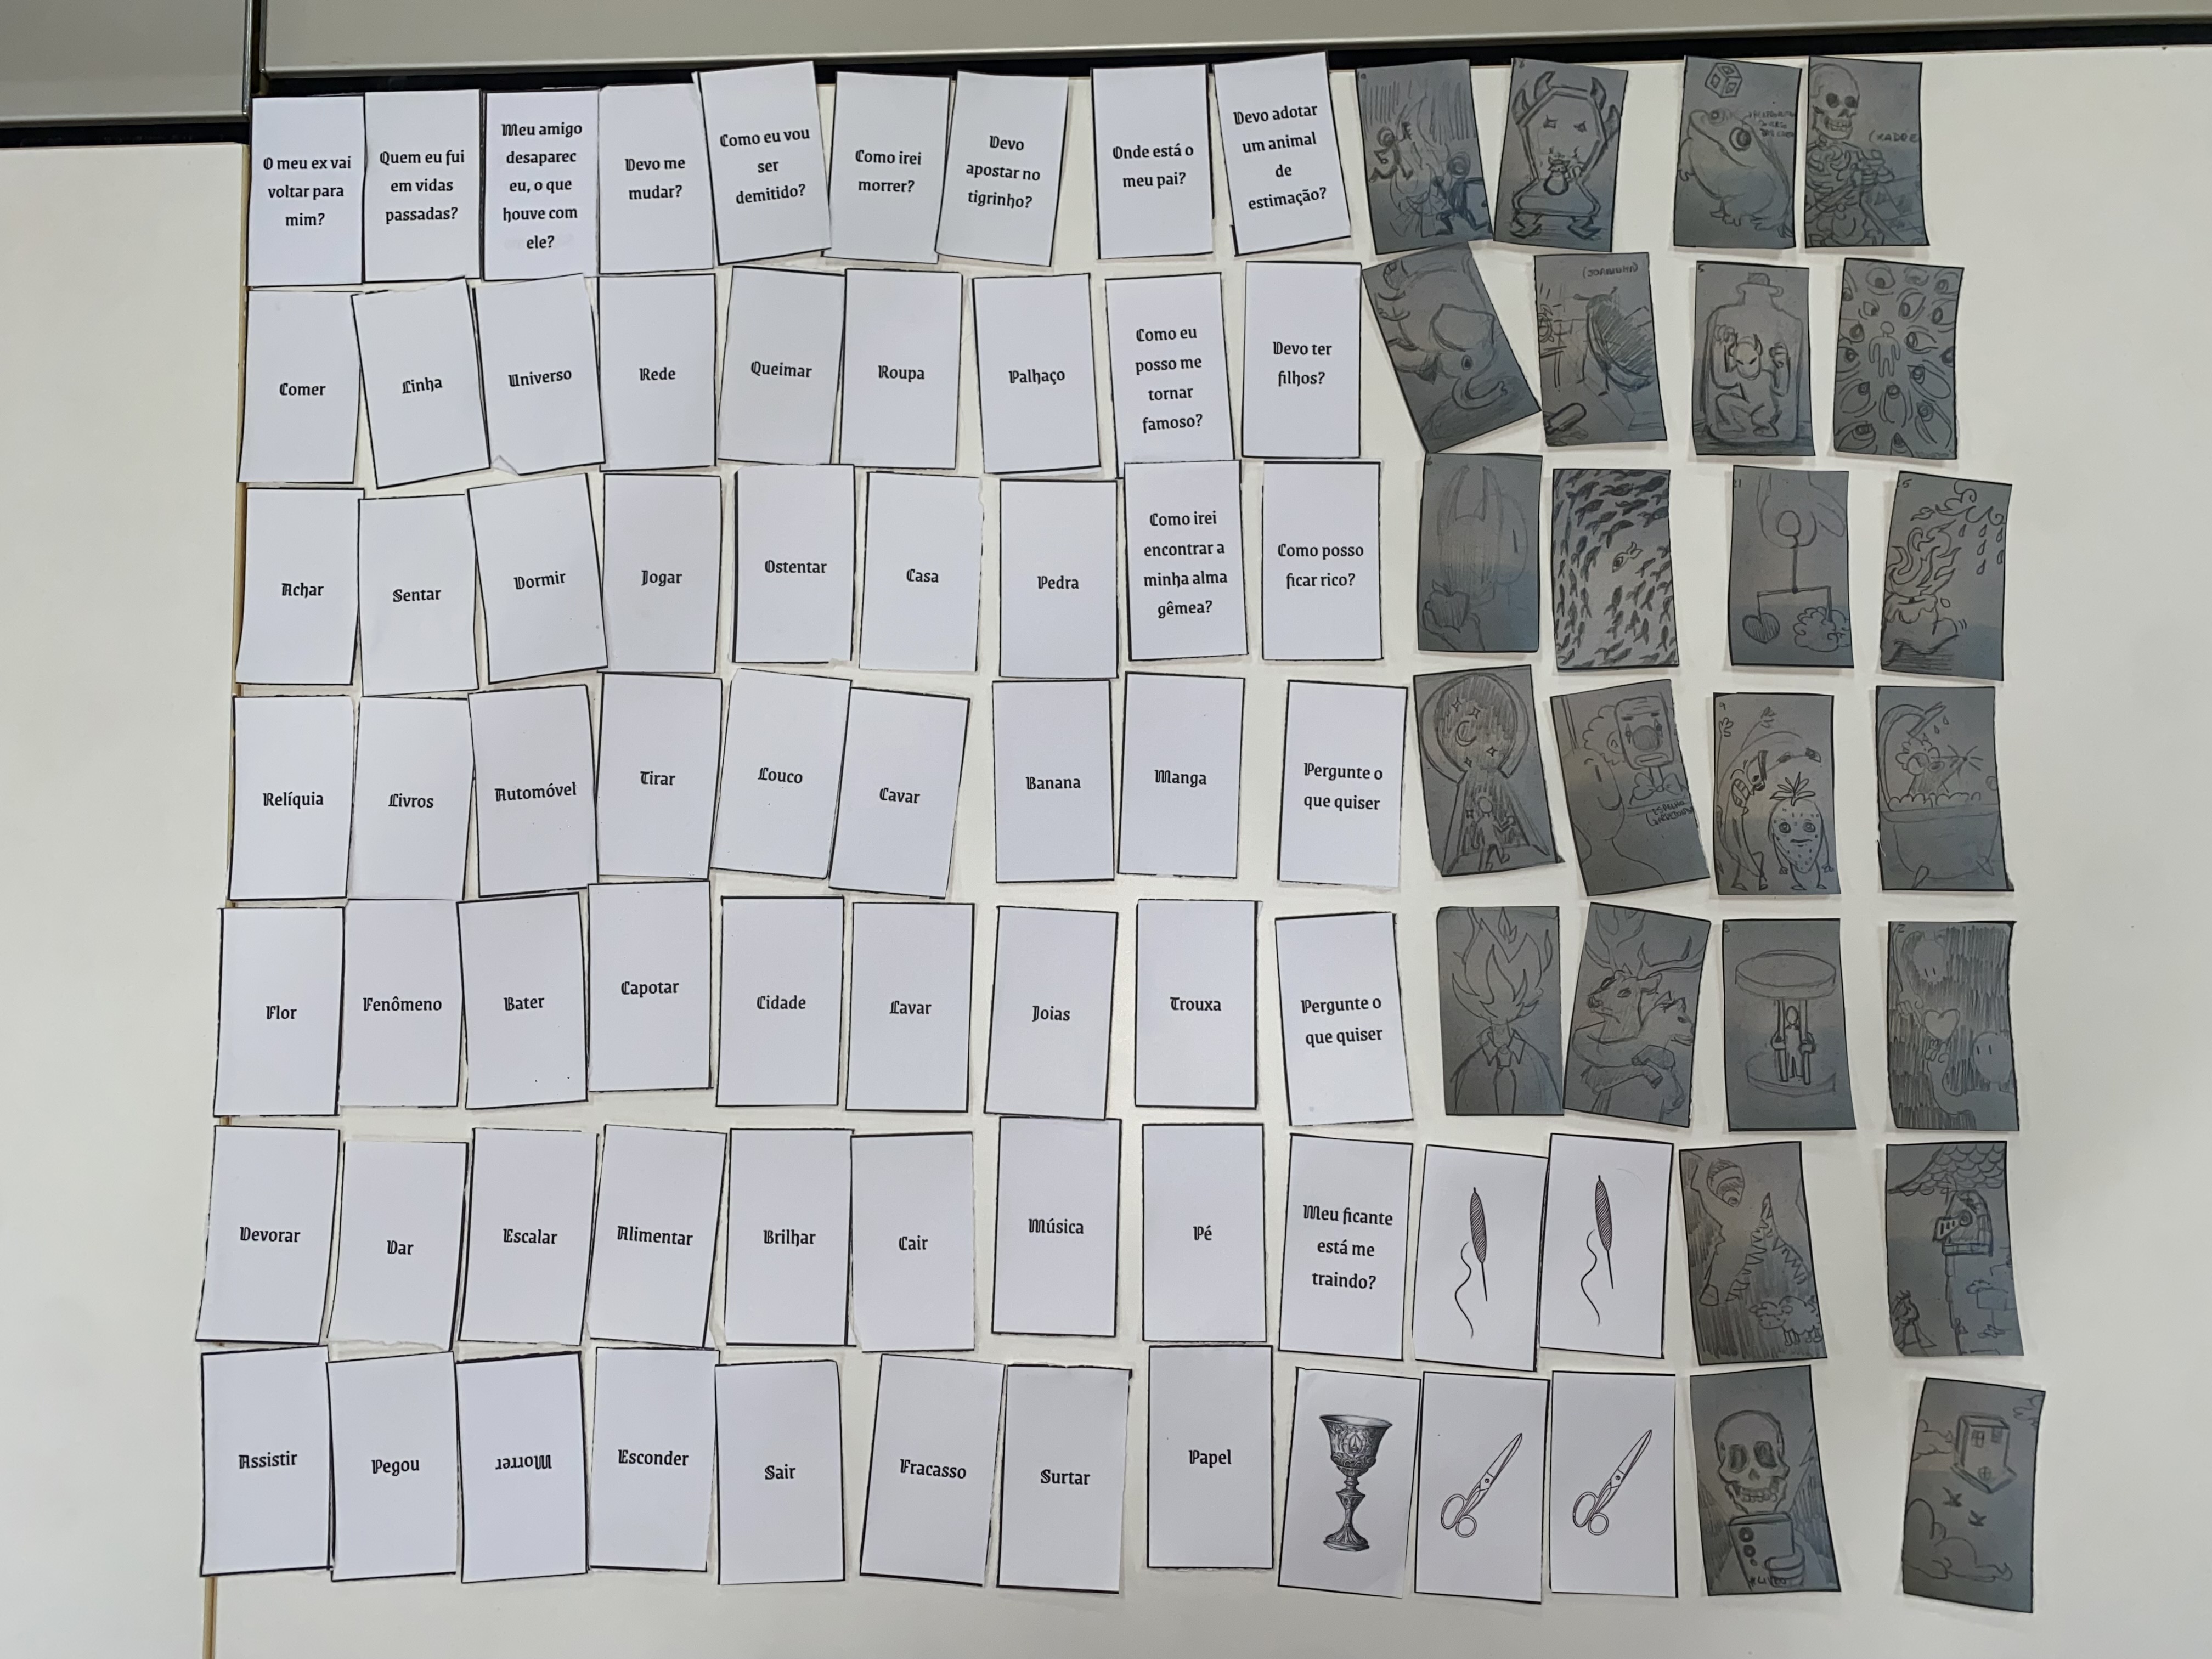 O meu ex vai
voltar para
mim?
Quem eu fui
em vidas
passadas?
Meu amigo
desaparec
eu, o que
houve com
ele?
Devo me
mudar?
Como eu vou
ser
demitido?
Como irei
morrer?
Devo
apostar no
tigrinho?
Onde está o
meu pai?
Devo adotar
um animal
de
estimação?
Comer
Linha
Universo
Rede
Queimar
Roupa
Palhaço
Como eu
posso me
tornar
famoso?
Devo ter
filhos?
Achar
Sentar
Dormir
Jogar
Ostentar
Casa
Pedra
Como irei
encontrar a
minha alma
gêmea?
Como posso
ficar rico?
Relíquia
Livros
Automóvel
Tirar
Louco
Cavar
Banana
Manga
Pergunte o
que quiser
Flor
Fenômeno
Bater
Capotar
Cidade
Lavar
Joias
Trouxa
Pergunte o
que quiser
Devorar
Dar
Escalar
Alimentar
Brilhar
Cair
Música
Pé
Meu ficante
está me
traindo?
Assistir
Pegou
Morrer
Esconder
Sair
Fracasso
Surtar
Papel